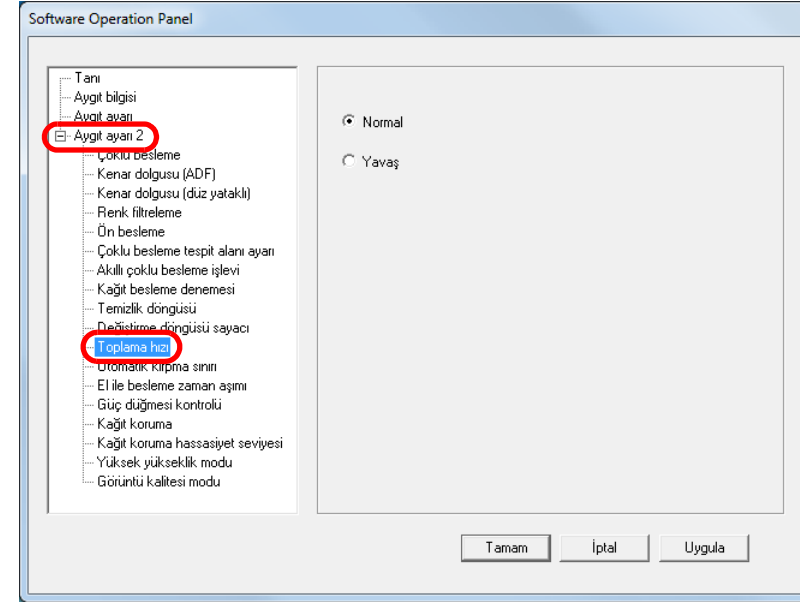 Software Operation Panel
Tanı
Aygıt bilgisi
Aygıt ayarı
Aygıt ayarı 2
Çoklu besleme
Kenar dolgusu (ADF)
Kenar dolgusu (düz yataklı)
Renk filtreleme
Ön besleme
Çoklu besleme tespit alanı ayarı
Akıllı çoklu besleme işlevi
Kağıt besleme denemesi
Temizlik döngüsü
Değiştirme döngüsü sayacı
Toplama hızı
Otomatik kırpma sınırı
El ile besleme zaman aşımı
Güç düğmesi kontrolü
Kağıt koruma
Kağıt koruma hassasiyet seviyesi
Yüksek yükseklik modu
Görüntü kalitesi modu
Normal
Yavaş
Tamam
İptal
Uygula